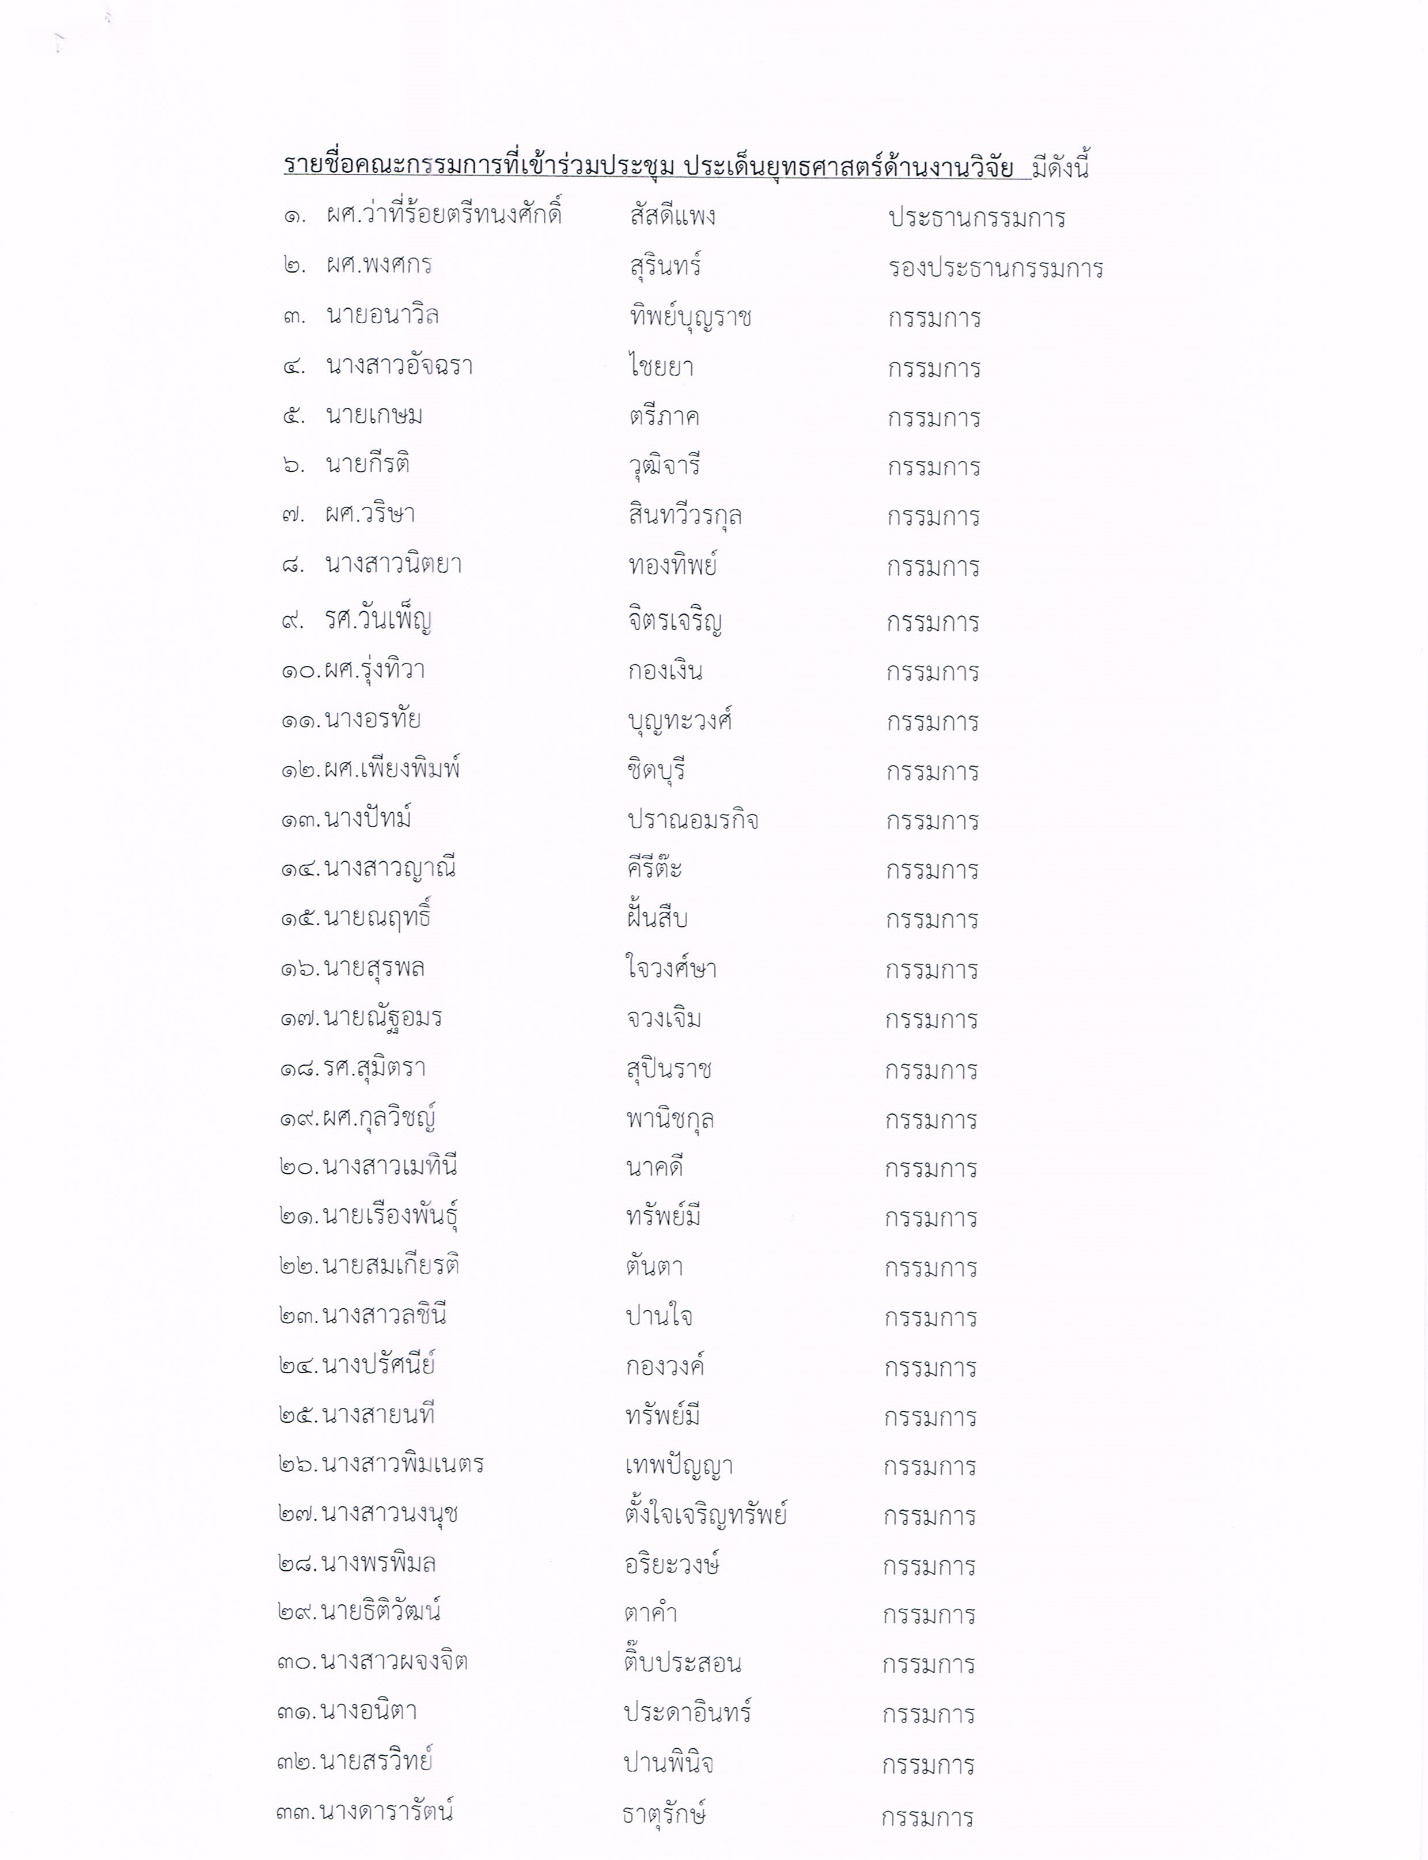 รายชื่อคณะกรรมการที่เข้าร่วมประชุม ประเด็นยุทธศาสตร์ด้านงานวิจัย มีดังนี้
๑. ผศ.ว่าที่ร้อยตรีทนงศักดิ์ สัสดีแพง ประธานกรรมการ
๒. ผศ.พงศกร สุรินทร์ รองประธานกรรมการ
๓. นายอนาวิล ทิพย์บุญราช กรรมการ
๔. นางสาวอัจฉรา ไชยยา กรรมการ
๕. นายเกษม ตรีภาค กรรมการ
๖. นายกีรติ วุฒิจารี กรรมการ
๗. ผศ.วริษา สินทวีวรกุล กรรมการ
๘. นางสาวนิตยา ทองทิพย์ กรรมการ
๙. รศ.วันเพ็ญ จิตรเจริญ กรรมการ
๑๐.ผศ.รุ่งทิวา กองเงิน กรรมการ
๑๑.นางอรทัย บุญทะวงศ์ กรรมการ
๑๒.ผศ.เพียงพิมพ์ ชิดบุรี กรรมการ
๑๓.นางปัทม์ ปราณอมรกิจ กรรมการ
๑๔.นางสาวญาณี คีรีต๊ะ กรรมการ
๑๕.นายณฤทธิ์ ฝั้นสืบ กรรมการ
๑๖.นายสุรพล ใจวงศ์ษา กรรมการ
๑๗.นายณัฐอมร จวงเจิม กรรมการ
๑๘.รศ.สุมิตรา สุปินราช กรรมการ
๑๙.ผศ.กุลวิชญ์ พานิชกุล กรรมการ
๒๐.นางสาวเมทินี นาคดี กรรมการ
๒๑.นายเรืองพันธุ์ ทรัพย์มี กรรมการ
๒๒.นายสมเกียรติ ตันตา กรรมการ
๒๓.นางสาวลชินี ปานใจ กรรมการ
๒๔.นางปรัศนีย์ กองวงค์ กรรมการ
๒๕.นางสายนที ทรัพย์มี กรรมการ
๒๖.นางสาวพิมเนตร เทพปัญญา กรรมการ
๒๗.นางสาวนงนุช ตั้งใจเจริญทรัพย์ กรรมการ
๒๘.นางพรพิมล อริยะวงษ์ กรรมการ
๒๙.นายธิติวัฒน์ ตาคำ กรรมการ
๓๐.นางสาวผจงจิต ติ๊บประสอน กรรมการ
๓๑.นางอนิตา ประดาอินทร์ กรรมการ
๓๒.นายสรวิทย์ ปานพินิจ กรรมการ
๓๓.นางดารารัตน์ ธาตุรักษ์ กรรมการ